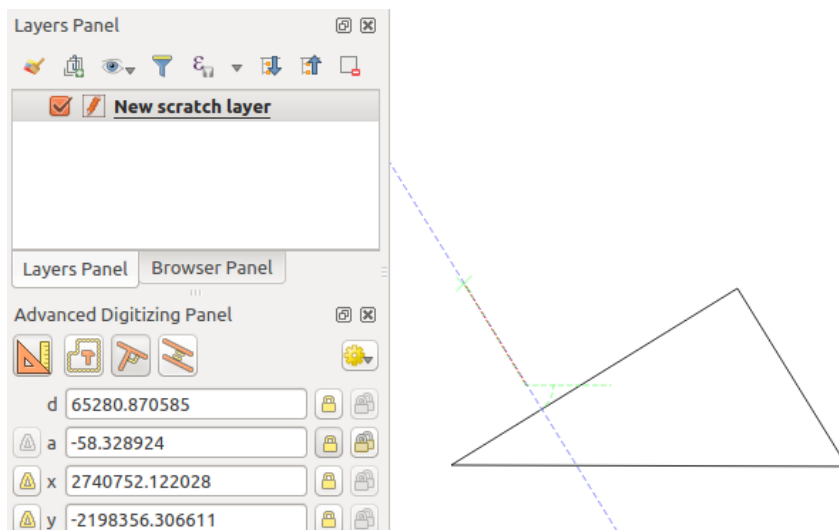 Layers Panel
New scratch layer
Layers Panel Browser Panel
Advanced Digitizing Panel
d 65280.870585
a -58.328924
x 2740752.122028
y -2198356.306611